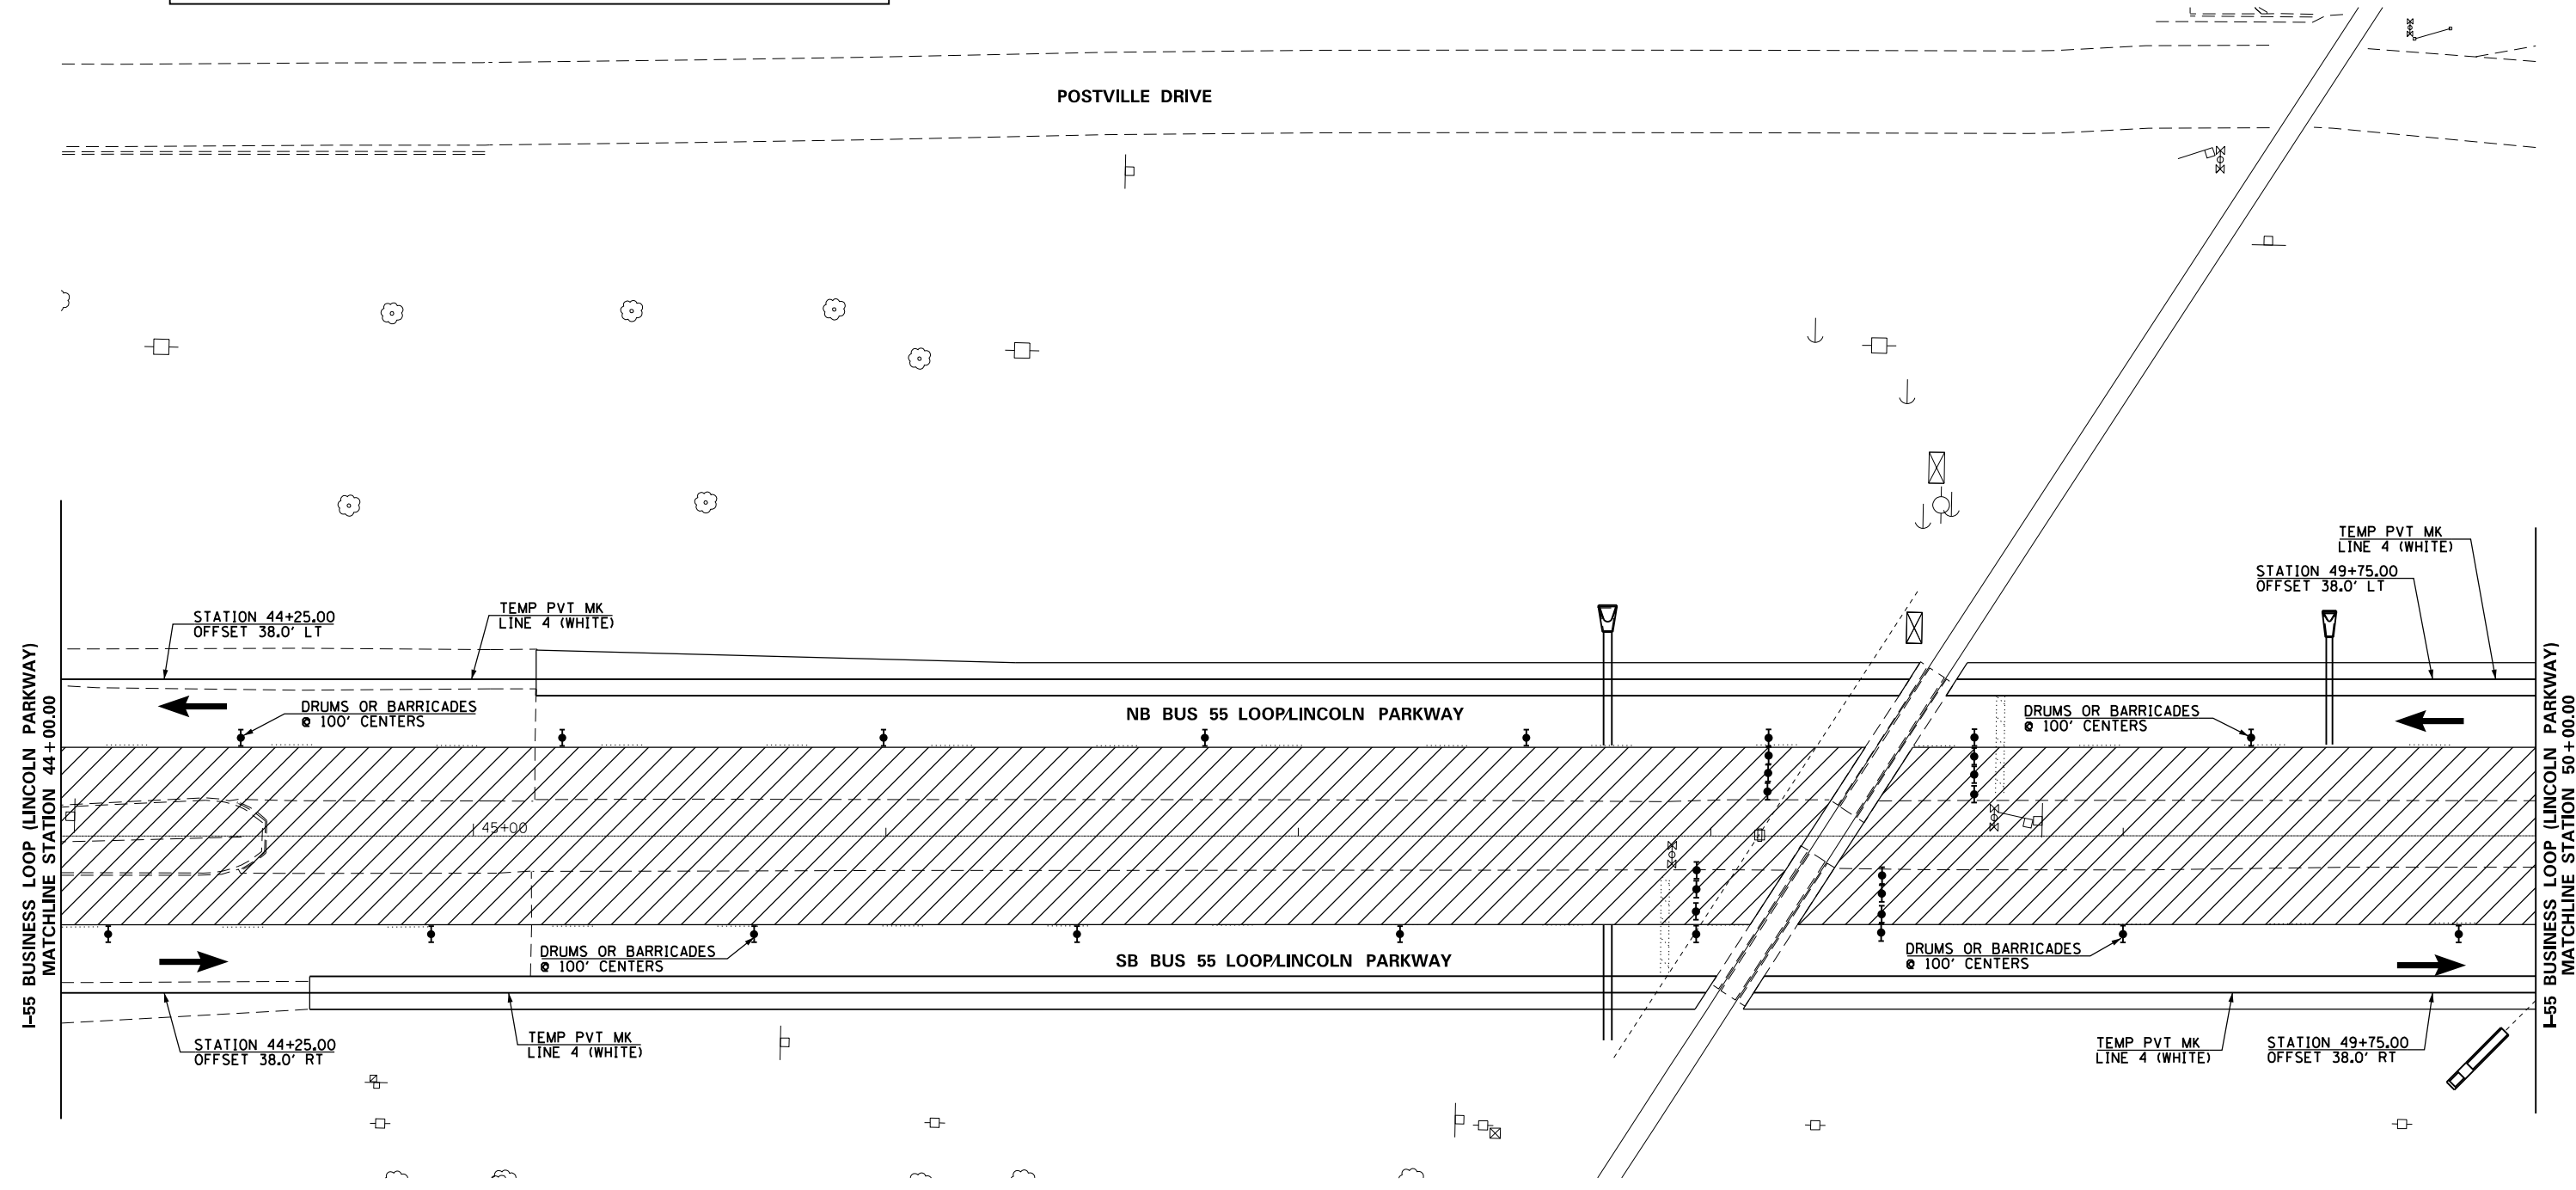 POSTVILLE DRIVE
TEMP PVT MK
LINE 4 (WHITE)
STATION 49+75.00
OFFSET 38.0' LT
STATION 44+25.00
OFFSET 38.0' LT
TEMP PVT MK
LINE 4 (WHITE)
DRUMS OR BARRICADES
@ 100' CENTERS
NB BUS 55 LOOP/LINCOLN PARKWAY
DRUMS OR BARRICADES
@ 100' CENTERS
I-55 BUSINESS LOOP (LINCOLN PARKWAY)
MATCHLINE STATION 44+00.00
45+00
I-55 BUSINESS LOOP (LINCOLN PARKWAY)
MATCHLINE STATION 50+00.00
DRUMS OR BARRICADES
@ 100' CENTERS
SB BUS 55 LOOP/LINCOLN PARKWAY
DRUMS OR BARRICADES
@ 100' CENTERS
STATION 44+25.00
OFFSET 38.0' RT
TEMP PVT MK
LINE 4 (WHITE)
TEMP PVT MK
LINE 4 (WHITE)
STATION 49+75.00
OFFSET 38.0' RT